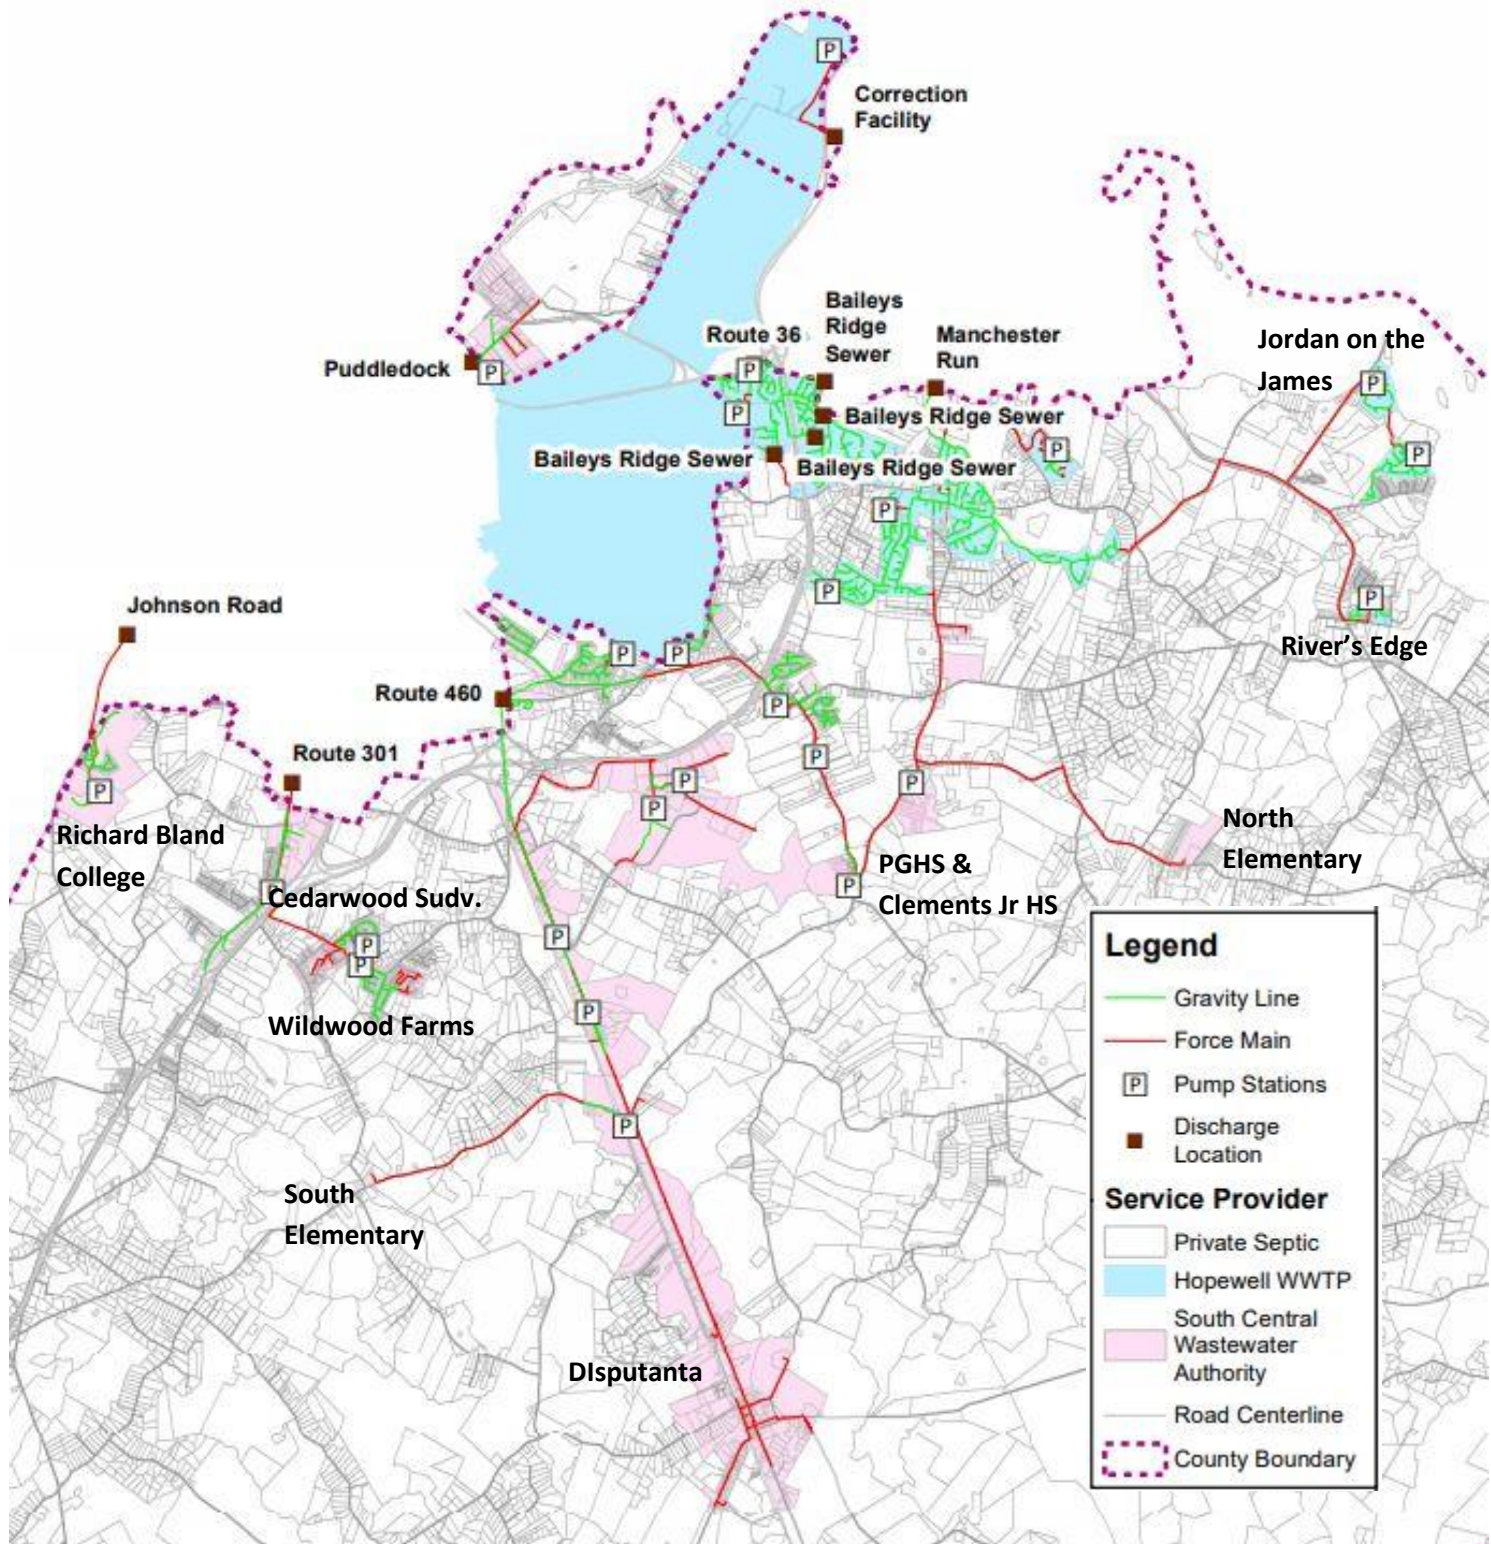 P
Correction
Facility
Baileys
Ridge
Sewer
Route 36
Manchester
Run
Jordan on the
James
Puddledock
P
P
P
P
Baileys Ridge Sewer
Baileys Ridge Sewer
Baileys Ridge Sewer
P
P
P
P
P
Johnson Road
River's Edge
P
P
Route 460
P
Route 301
P
P
P
P
P
Richard Bland
College
North
Elementary
P
Cedarwood Sudv.
P
PGHS &
Clements Jr HS
P
P
P
Wildwood Farms
P
P
South
Elementary
DIsputanta
Legend
Gravity Line
Force Main
P
Pump Stations
Discharge
Location
Service Provider
Private Septic
Hopewell WWTP
South Central
Wastewater
Authority
Road Centerline
County Boundary